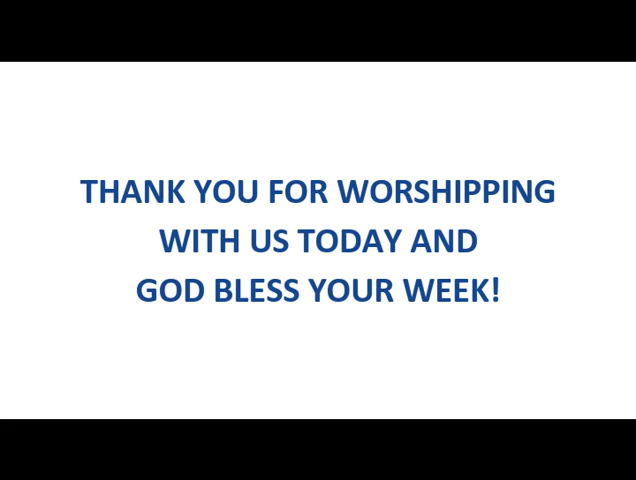 THANK YOU FOR WORSHIPPING
WITH US TODAY AND
GOD BLESS YOUR WEEK!